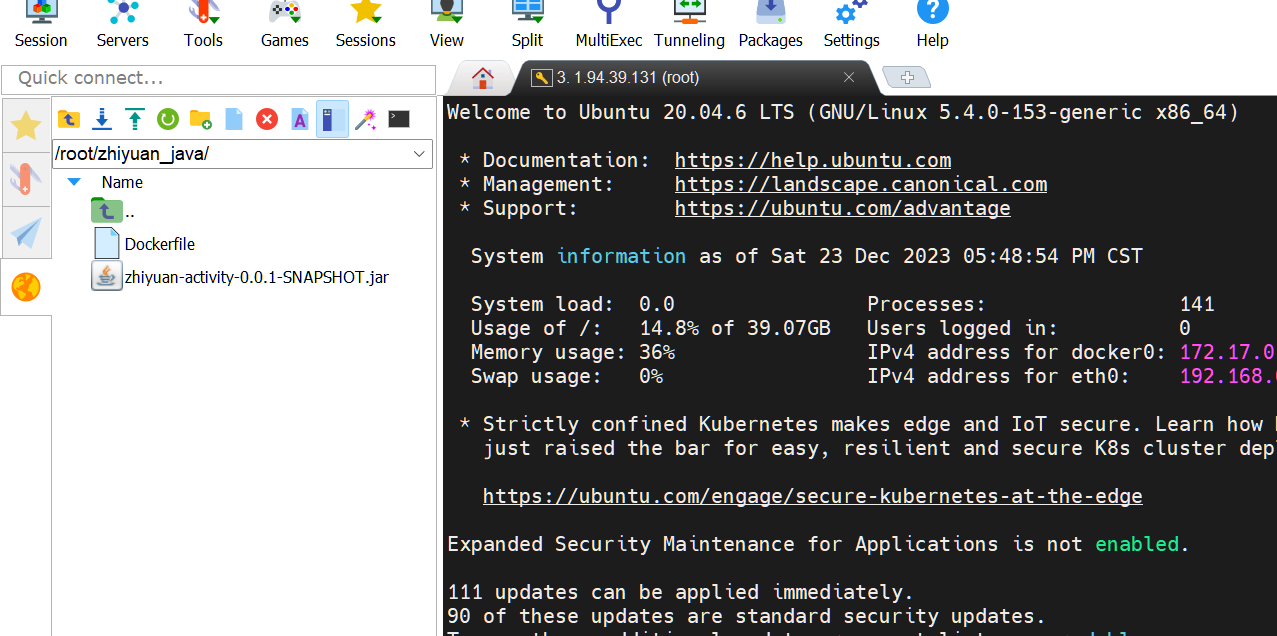 Session Servers Tools Games Sessions View Split MultiExec Tunneling Packages Settings Help
Quick connect...
3. 1.94.39.131 (root)
/root/zhiyuan_java/
Name
..
Dockerfile
zhiyuan-activity-0.0.1-SNAPSHOT.jar
Welcome to Ubuntu 20.04.6 LTS (GNU/Linux 5.4.0-153-generic x86_64)
* Documentation: https://help.ubuntu.com
* Management: https://landscape.canonical.com
* Support: https://ubuntu.com/advantage
System information as of Sat 23 Dec 2023 05:48:54 PM CST
System load: 0.0 Processes: 141
Usage of /: 14.8% of 39.07GB Users logged in: 0
Memory usage: 36% IPv4 address for docker0: 172.17.0
Swap usage: 0% IPv4 address for eth0: 192.168.
* Strictly confined Kubernetes makes edge and IoT secure. Learn how
just raised the bar for easy, resilient and secure K8s cluster dep
https://ubuntu.com/engage/secure-kubernetes-at-the-edge
Expanded Security Maintenance for Applications is not enabled.
111 updates can be applied immediately.
90 of these updates are standard security updates.